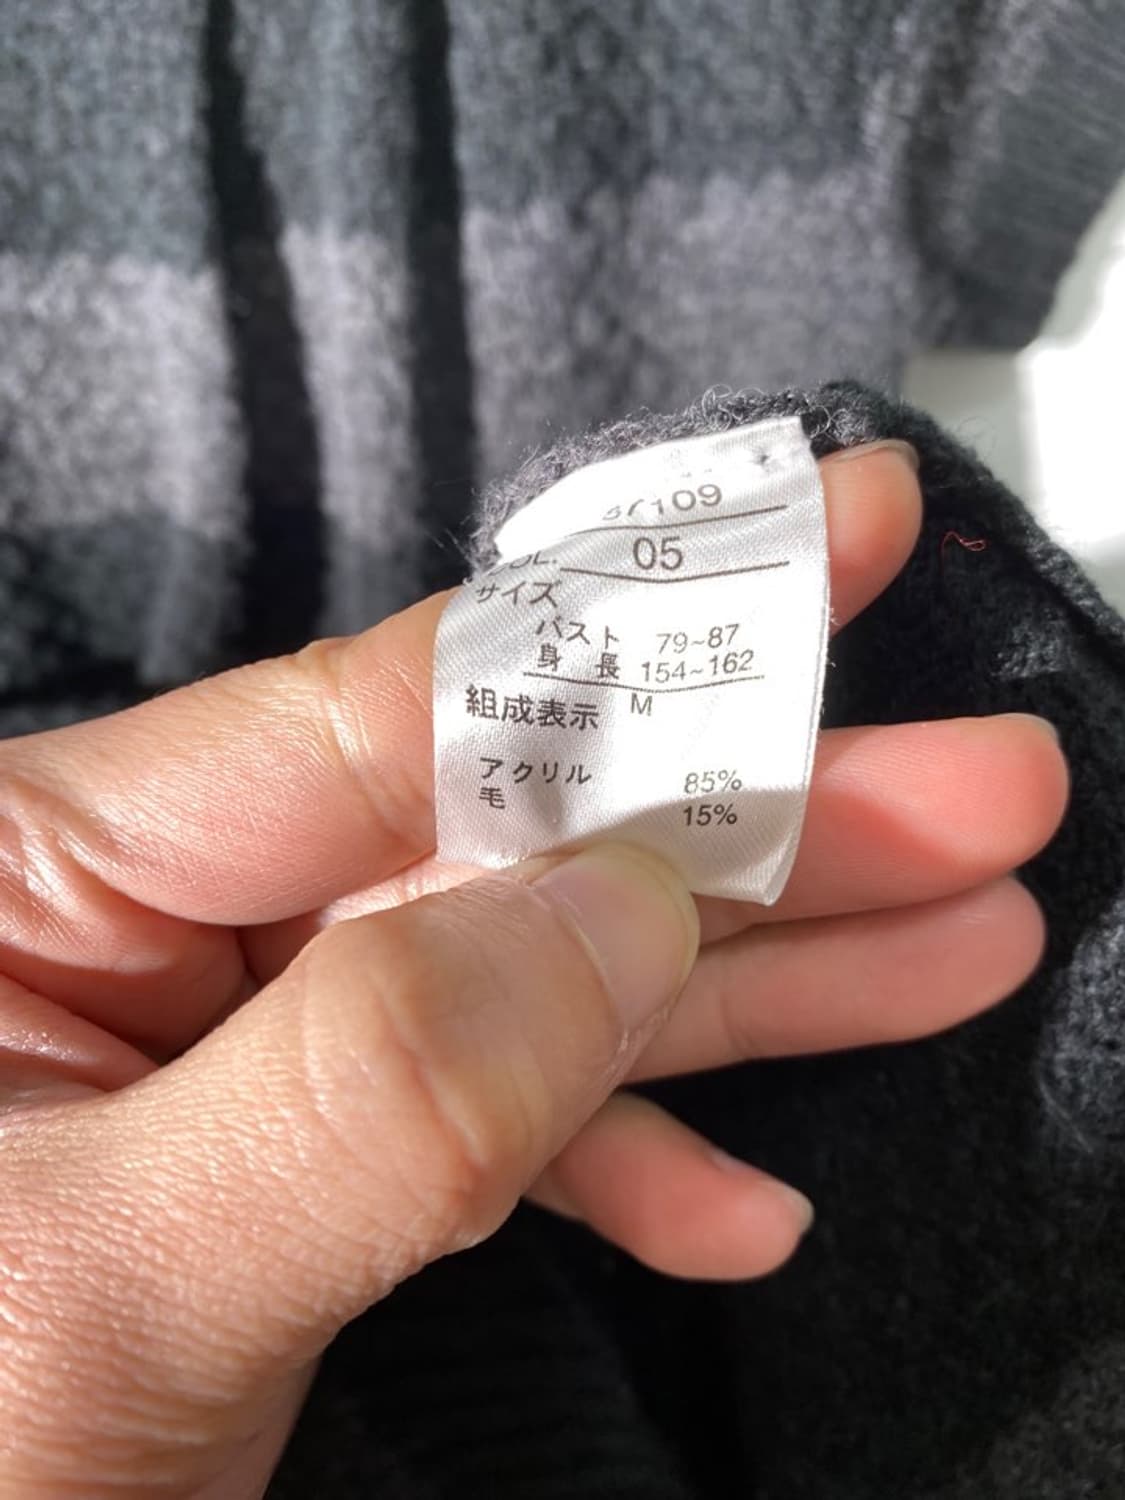 05
サイズ
バスト 79~87
身長 154~162
M
組成表示
アクリル 85%
毛 15%